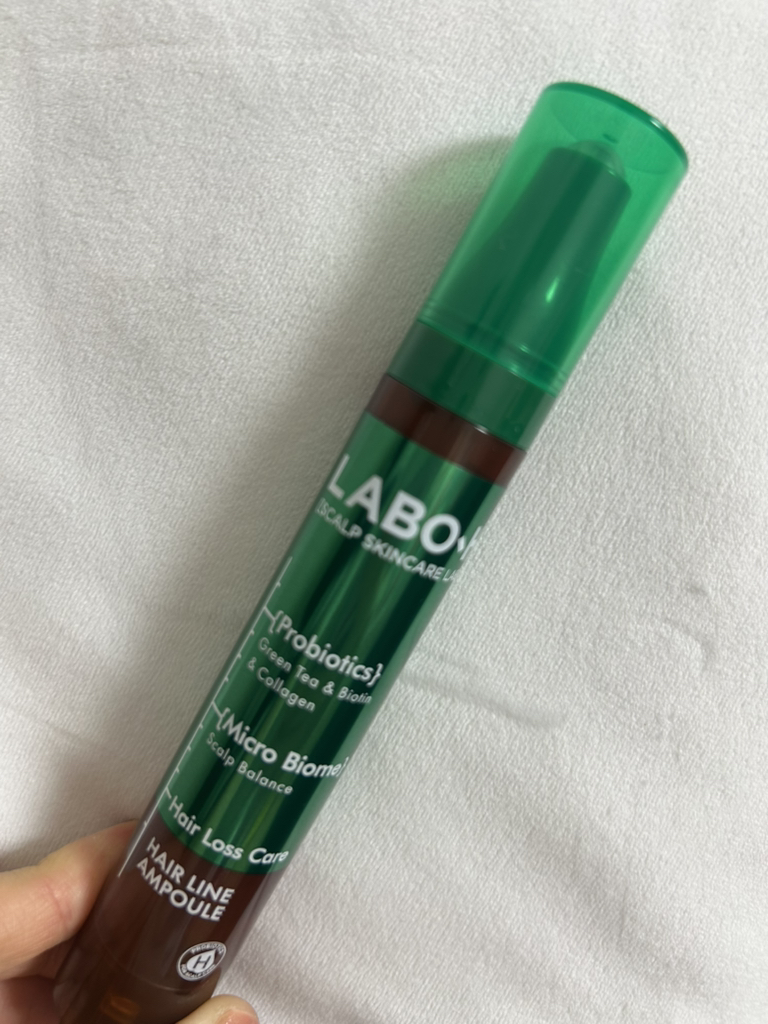 LABO
SCALP SKINCARE
{Probiotics}
Green Tea & Biotin
& Collagen
{Micro Biome}
Scalp Balance
Hair Loss Care
HAIR LINE
AMPOULE
H